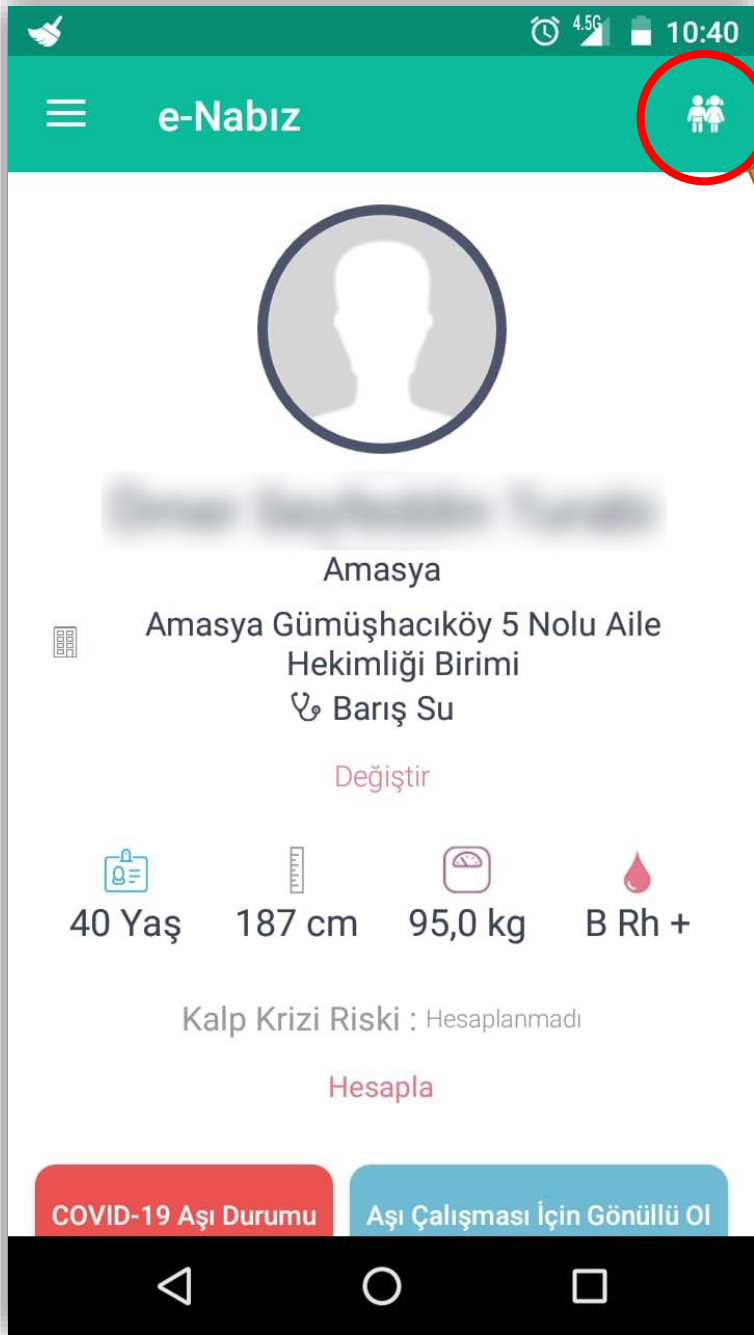 4.5G 10:40
e-Nabız
Amasya
Amasya Gümüşhacıköy 5 Nolu Aile
Hekimliği Birimi
Barış Su
Değiştir
40 Yaş 187 cm 95,0 kg B Rh +
Kalp Krizi Riski : Hesaplanmadı
Hesapla
COVID-19 Aşı Durumu Aşı Çalışması İçin Gönüllü Ol